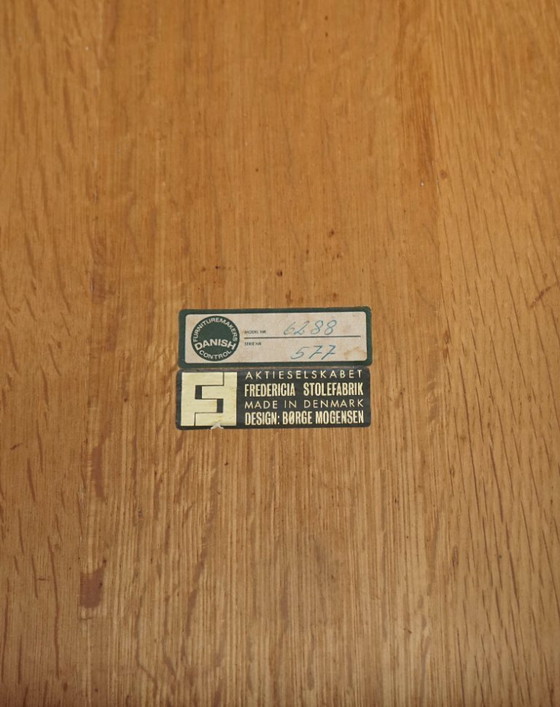 FURNITUREMAKERS
DANISH
CONTROL
MODEL NR. 6288
SERIE NR. 577
AKTIESELSKABET
FREDERICIA STOLEFABRIK
MADE IN DENMARK
DESIGN: BØRGE MOGENSEN